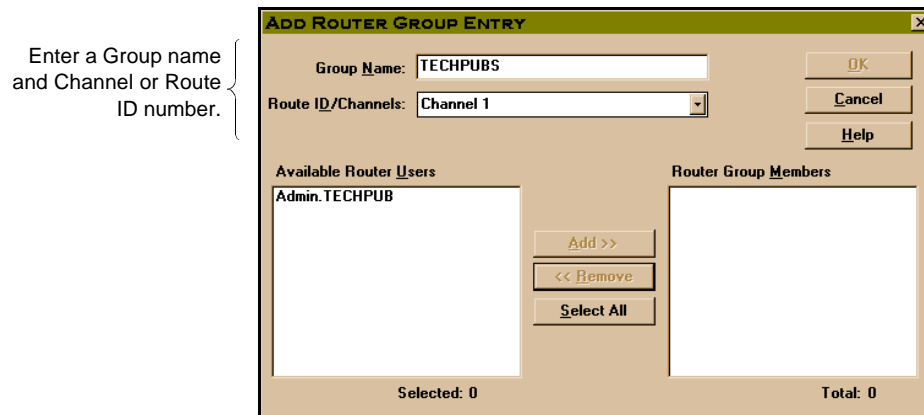 Enter a Group name
and Channel or Route
ID number.
ADD ROUTER GROUP ENTRY
Group Name: TECHPUBS
Route ID/Channels: Channel 1
OK
Cancel
Help
Available Router Users
Admin.TECHPUB
Add >>
<< Remove
Select All
Router Group Members
Selected: 0
Total: 0